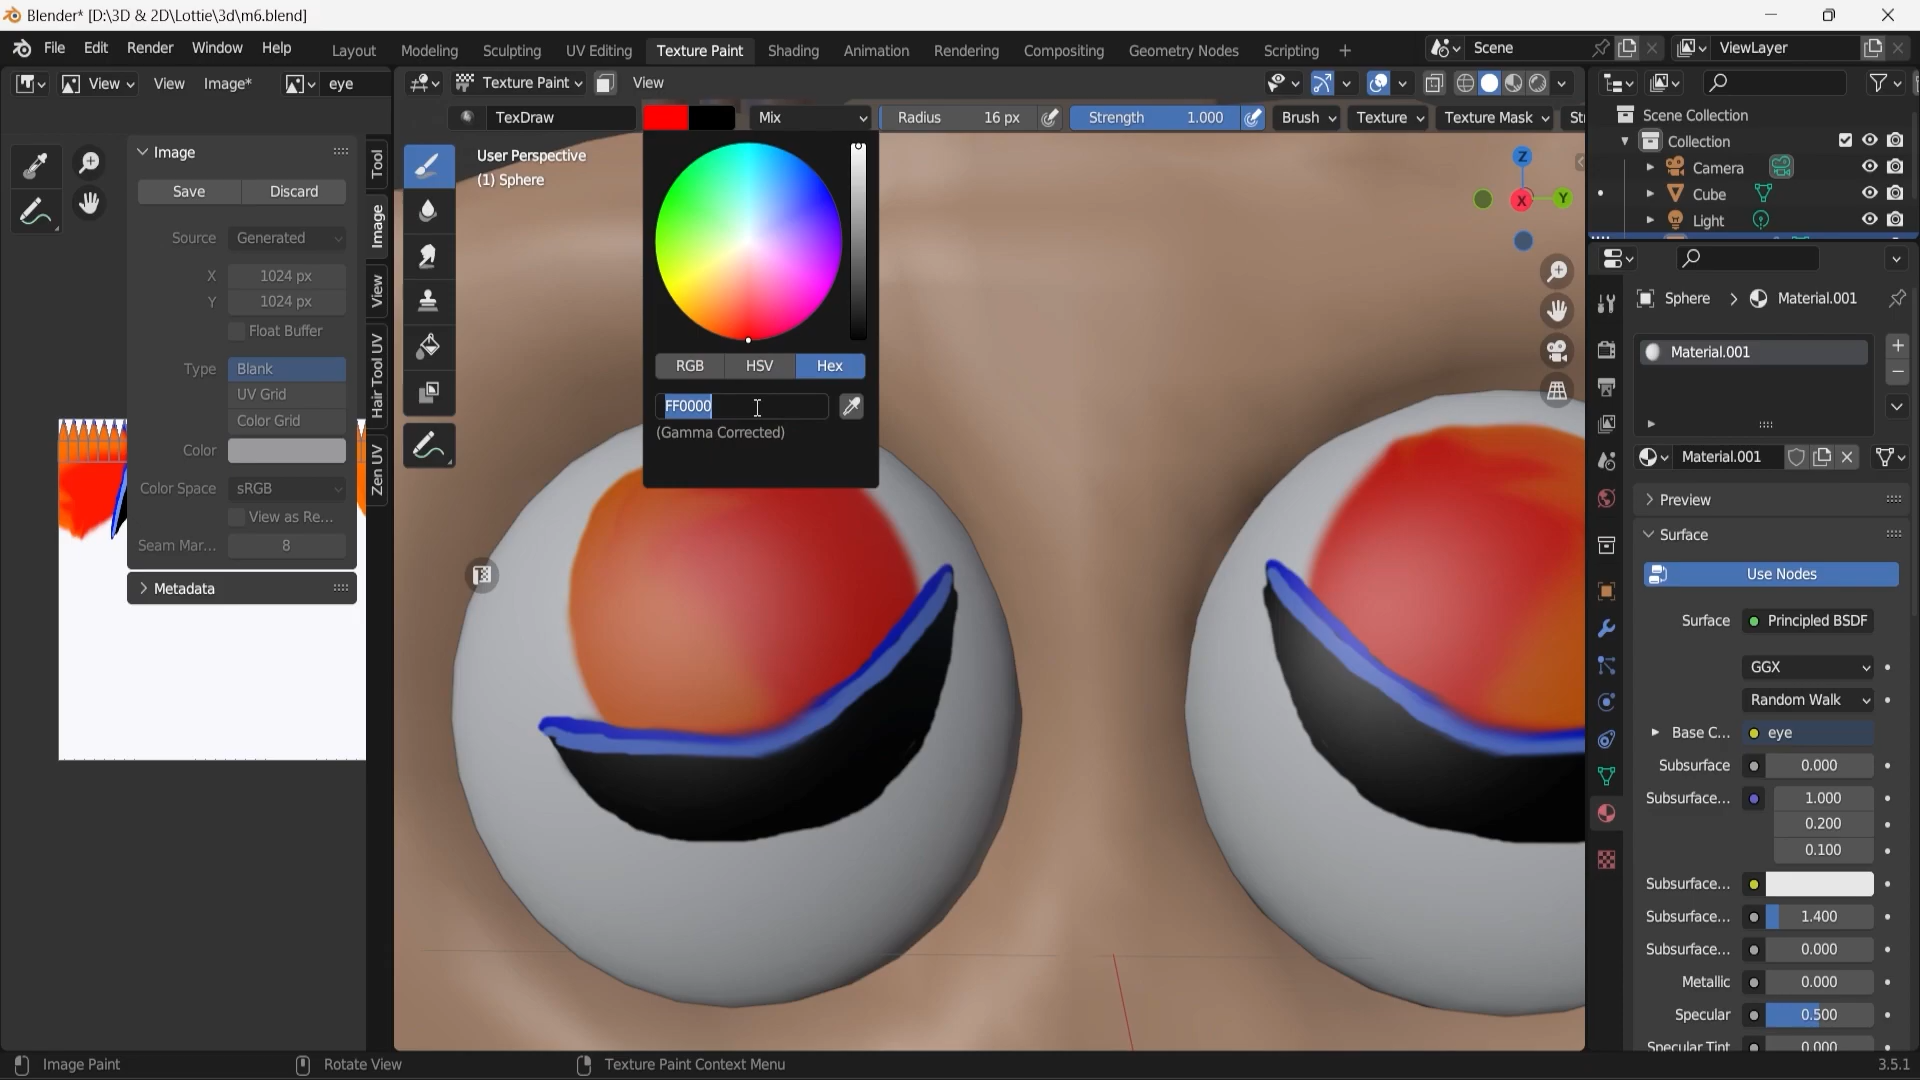 Blender* [D:\3D & 2D\Lottie\3d\m6.blend]
File Edit Render Window Help Layout Modeling Sculpting UV Editing Texture Paint Shading Animation Rendering Compositing Geometry Nodes Scripting + Scene ViewLayer
View View Image* eye Texture Paint View
TexDraw Mix Radius 16 px Strength 1.000 Brush Texture Texture Mask St
Image
Save Discard
Source Generated
X 1024 px
Y 1024 px
Float Buffer
Type Blank
UV Grid
Color Grid
Color
Color Space sRGB
View as Re...
Seam Mar... 8
Metadata
Tool
Image
View
Hair Tool UV
Zen UV
User Perspective
(1) Sphere
RGB HSV Hex
FF0000
(Gamma Corrected)
Z
X Y
Scene Collection
Collection
Camera
Cube
Light
Sphere Material.001
Material.001
Material.001
Preview
Surface
Use Nodes
Surface Principled BSDF
GGX
Random Walk
Base C... eye
Subsurface 0.000
Subsurface... 1.000
0.200
0.100
Subsurface...
Subsurface... 1.400
Subsurface... 0.000
Metallic 0.000
Specular 0.500
Specular Tint 0.000
Image Paint Rotate View Texture Paint Context Menu 3.5.1